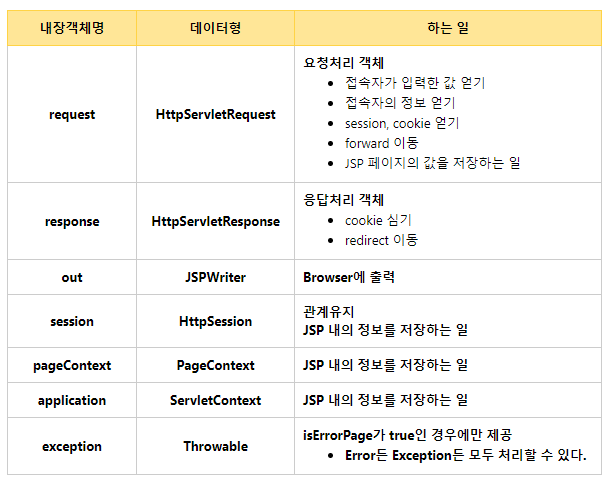 내장객체명 데이터형 하는 일
request HttpServletRequest 요청처리 객체
• 접속자가 입력한 값 얻기
• 접속자의 정보 얻기
• session, cookie 얻기
• forward 이동
• JSP 페이지의 값을 저장하는 일
response HttpServletResponse 응답처리 객체
• cookie 심기
• redirect 이동
out JSPWriter Browser에 출력
session HttpSession 관계유지
JSP 내의 정보를 저장하는 일
pageContext PageContext JSP 내의 정보를 저장하는 일
application ServletContext JSP 내의 정보를 저장하는 일
exception Throwable isErrorPage가 true인 경우에만 제공
• Error든 Exception든 모두 처리할 수 있다.